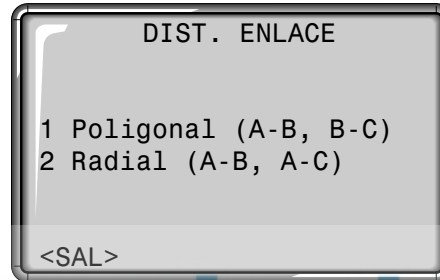 DIST. ENLACE
1 Poligonal (A-B, B-C)
2 Radial (A-B, A-C)
<SAL>